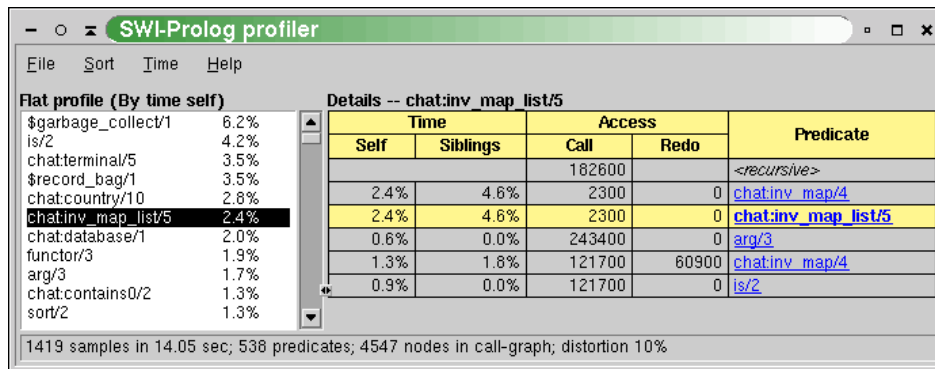 SWI-Prolog profiler
File Sort Time Help
Flat profile (By time self)
$garbage_collect/1 6.2%
is/2 4.2%
chat:terminal/5 3.5%
$record_bag/1 3.5%
chat:country/10 2.8%
chat:inv_map_list/5 2.4%
chat:database/1 2.0%
functor/3 1.9%
arg/3 1.7%
chat:contains0/2 1.3%
sort/2 1.3%
Details -- chat:inv_map_list/5
Time Access Predicate
Self Siblings Call Redo
182600 <recursive>
2.4% 4.6% 2300 0 chat:inv_map/4
2.4% 4.6% 2300 0 chat:inv_map_list/5
0.6% 0.0% 243400 0 arg/3
1.3% 1.8% 121700 60900 chat:inv_map/4
0.9% 0.0% 121700 0 is/2
1419 samples in 14.05 sec; 538 predicates; 4547 nodes in call-graph; distortion 10%